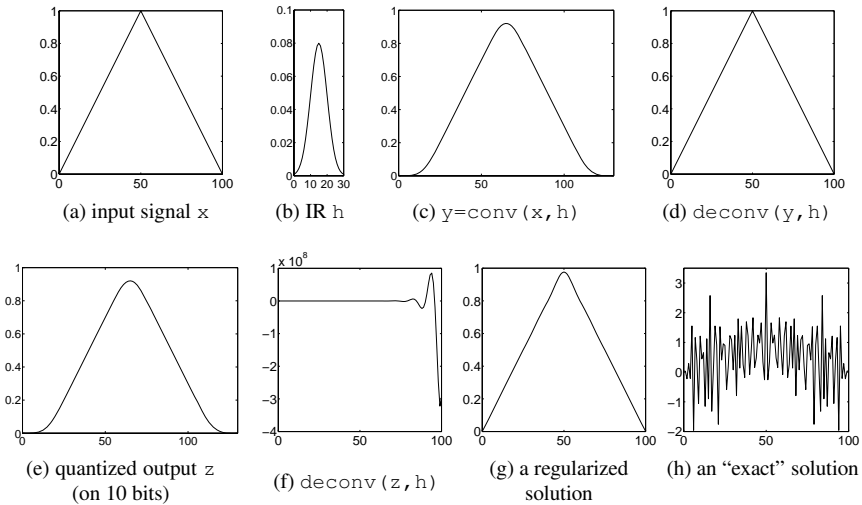 1
0.8
0.6
0.4
0.2
0
0 50 100
(a) input signal x
0.1
0.08
0.06
0.04
0.02
0
0 10 20 30
(b) IR h
1
0.8
0.6
0.4
0.2
0
0 50 100
(c) y=conv(x,h)
1
0.8
0.6
0.4
0.2
0
0 50 100
(d) deconv(y,h)
1
0.8
0.6
0.4
0.2
0
0 50 100
(e) quantized output z
(on 10 bits)
x 10⁸
1
0
−1
−2
−3
−4
0 50 100
(f) deconv(z,h)
1
0.8
0.6
0.4
0.2
0
0 50 100
(g) a regularized
solution
3
2
1
0
−1
−2
0 50 100
(h) an “exact” solution